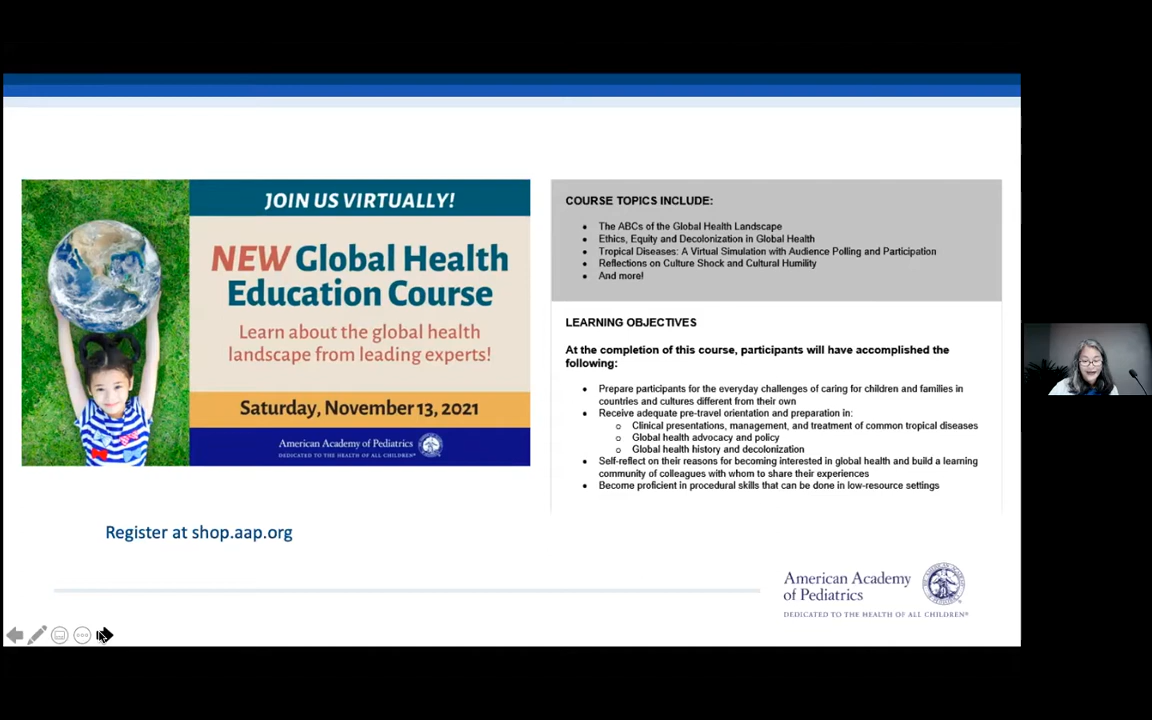 JOIN US VIRTUALLY!
NEW Global Health
Education Course
Learn about the global health
landscape from leading experts!
Saturday, November 13, 2021
American Academy of Pediatrics
DEDICATED TO THE HEALTH OF ALL CHILDREN®
Register at shop.aap.org
COURSE TOPICS INCLUDE:
• The ABCs of the Global Health Landscape
• Ethics, Equity and Decolonization in Global Health
• Tropical Diseases: A Virtual Simulation with Audience Polling and Participation
• Reflections on Culture Shock and Cultural Humility
• And more!
LEARNING OBJECTIVES
At the completion of this course, participants will have accomplished the
following:
• Prepare participants for the everyday challenges of caring for children and families in
countries and cultures different from their own
• Receive adequate pre-travel orientation and preparation in:
o Clinical presentations, management, and treatment of common tropical diseases
o Global health advocacy and policy
o Global health history and decolonization
• Self-reflect on their reasons for becoming interested in global health and build a learning
community of colleagues with whom to share their experiences
• Become proficient in procedural skills that can be done in low-resource settings
American Academy
of Pediatrics
DEDICATED TO THE HEALTH OF ALL CHILDREN®